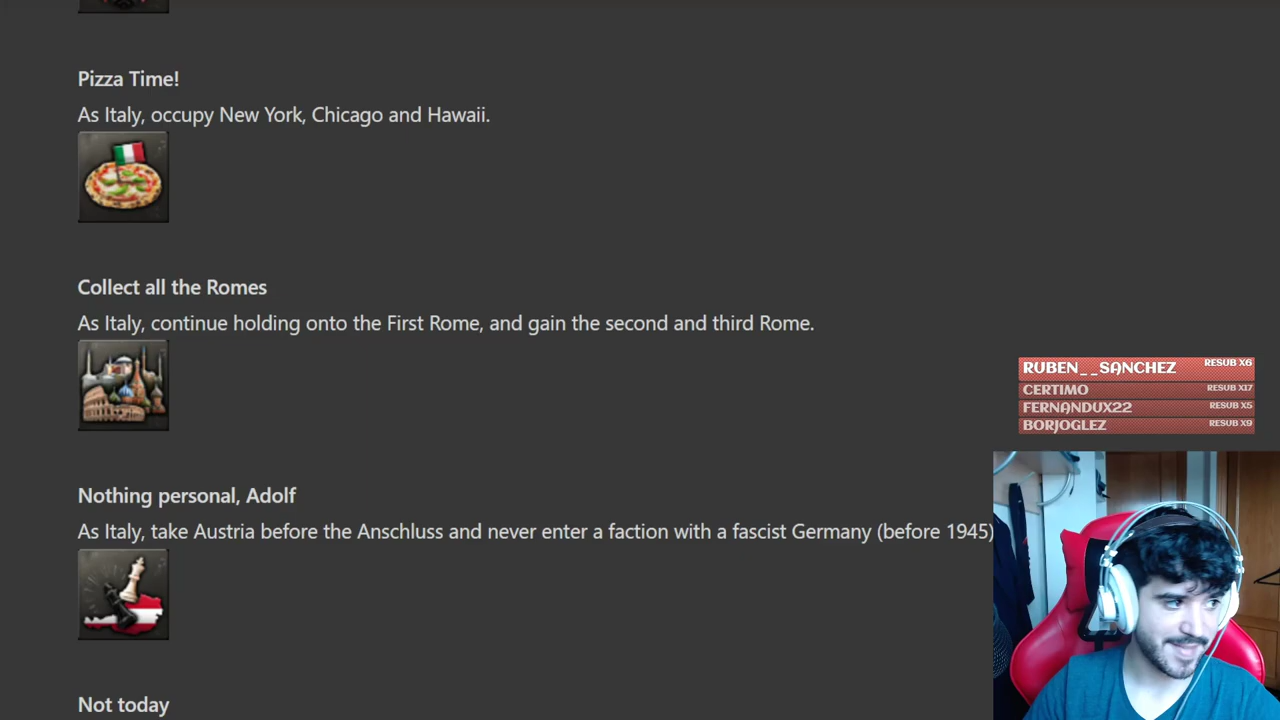 Pizza Time!
As Italy, occupy New York, Chicago and Hawaii.
Collect all the Romes
As Italy, continue holding onto the First Rome, and gain the second and third Rome.
RUBEN__SANCHEZ RESUB X6
CERTIMO RESUB X17
FERNANDUX22 RESUB X5
BORJOGLEZ RESUB X9
Nothing personal, Adolf
As Italy, take Austria before the Anschluss and never enter a faction with a fascist Germany (before 1945)
Not today